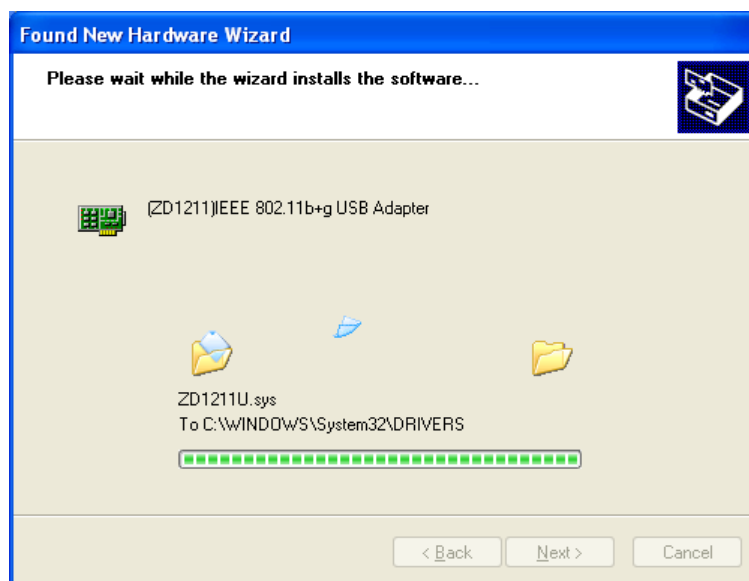 Found New Hardware Wizard
Please wait while the wizard installs the software...
(ZD1211)IEEE 802.11b+g USB Adapter
ZD1211U.sys
To C:\WINDOWS\System32\DRIVERS
< Back Next > Cancel